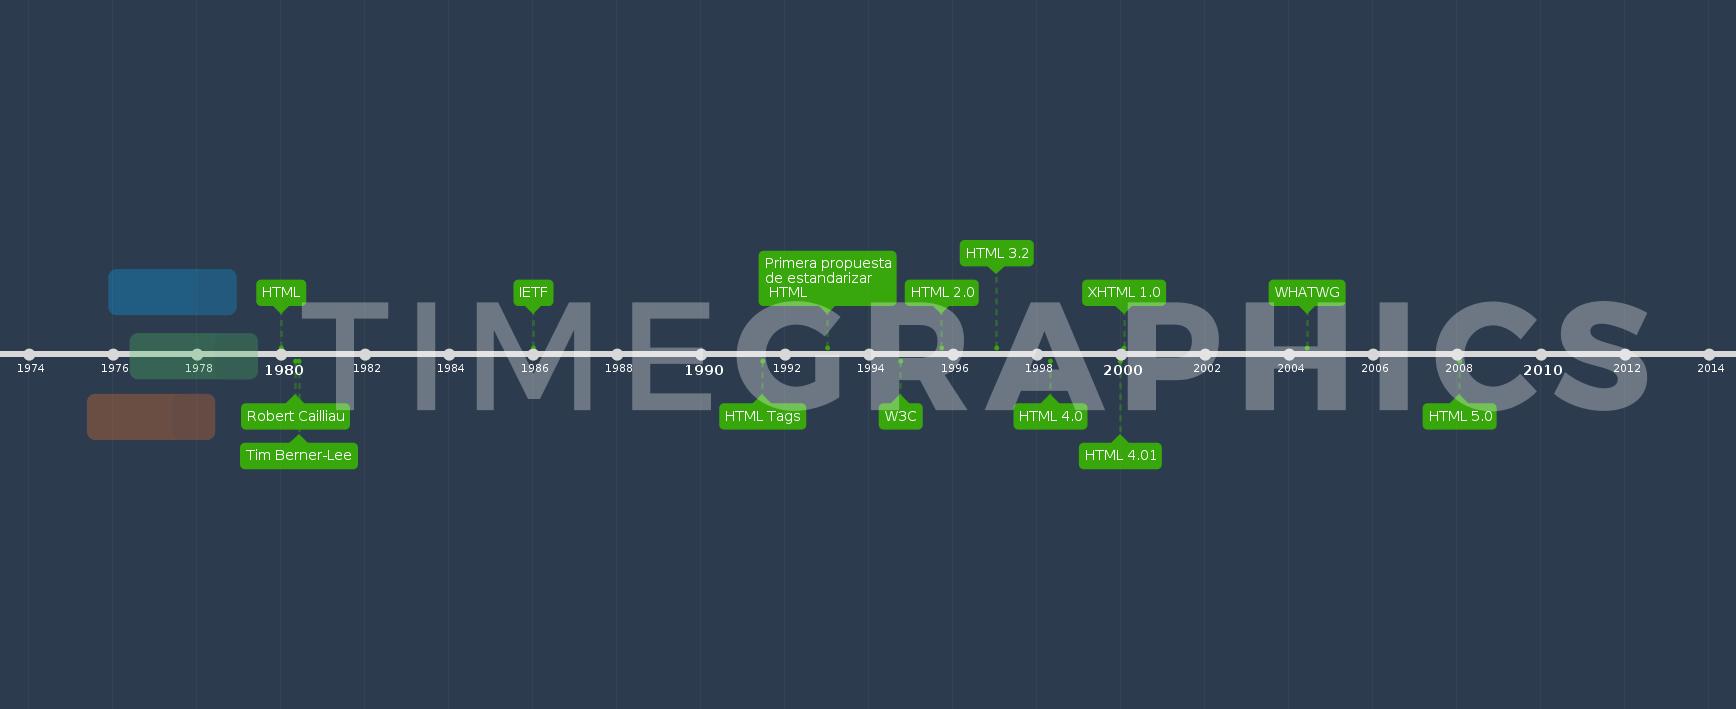 HTML 3.2
Primera propuesta
de estandarizar
HTML
HTML
IETF
HTML 2.0
XHTML 1.0
WHATWG
TIMEGRAPHICS
1974
1976
1978
1980
1982
1984
1986
1988
1990
1992
1994
1996
1998
2000
2002
2004
2006
2008
2010
2012
2014
Robert Cailliau
HTML Tags
W3C
HTML 4.0
HTML 5.0
Tim Berner-Lee
HTML 4.01